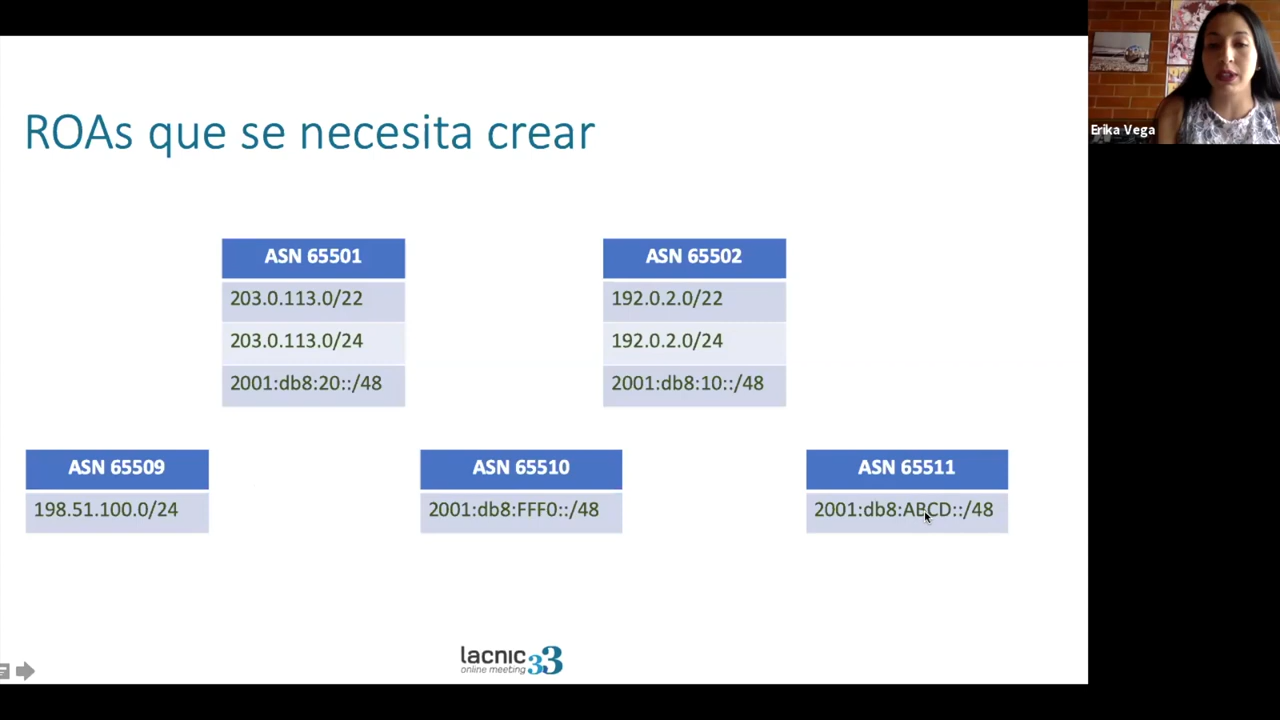 Erika Vega
ROAs que se necesita crear
ASN 65501
203.0.113.0/22
203.0.113.0/24
2001:db8:20::/48
ASN 65502
192.0.2.0/22
192.0.2.0/24
2001:db8:10::/48
ASN 65509
198.51.100.0/24
ASN 65510
2001:db8:FFF0::/48
ASN 65511
2001:db8:ABCD::/48
lacnic 33
online meeting